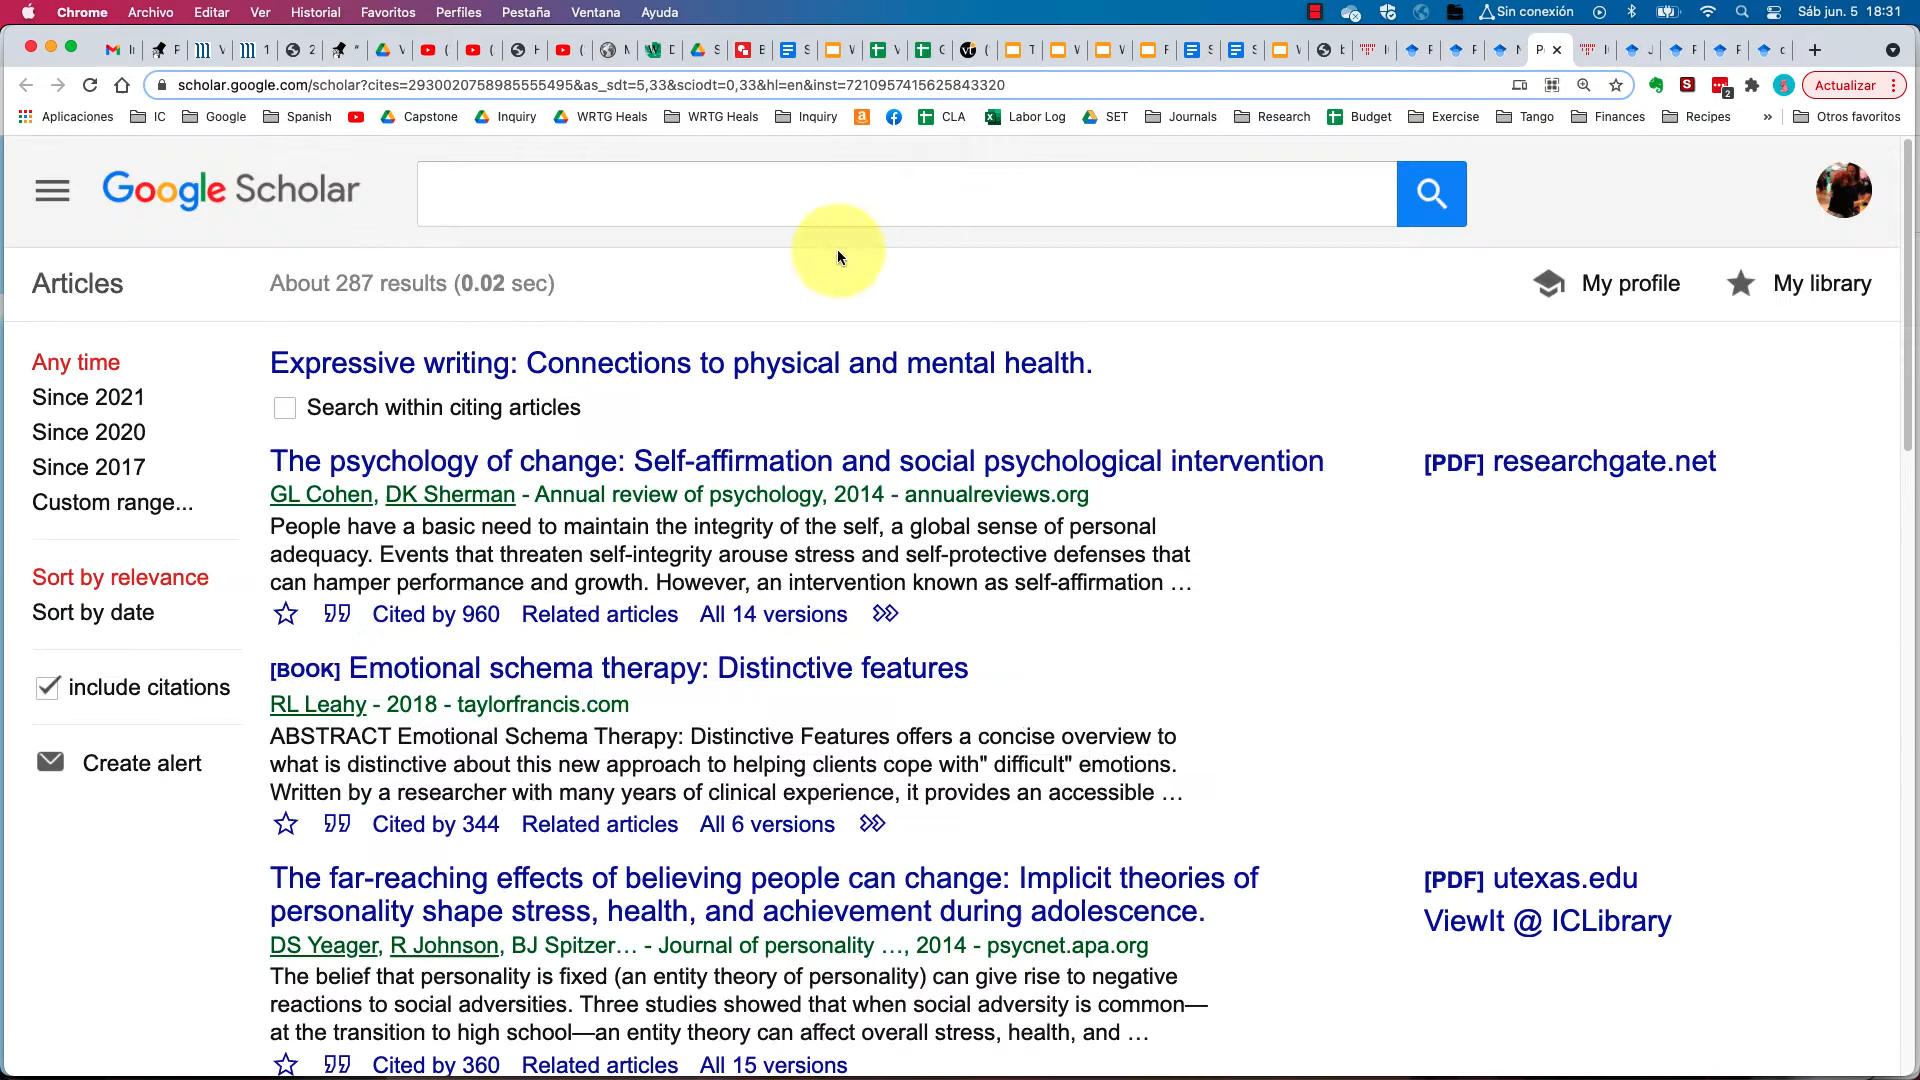 Chrome Archivo Editar Ver Historial Favoritos Perfiles Pestaña Ventana Ayuda Sin conexión Sáb jun. 5 18:31
scholar.google.com/scholar?cites=2930020758985555495&as_sdt=5,33&sciodt=0,33&hl=en&inst=7210957415625843320 2 Actualizar
Aplicaciones IC Google Spanish Capstone Inquiry WRTG Heals WRTG Heals Inquiry CLA Labor Log SET Journals Research Budget Exercise Tango Finances Recipes » Otros favoritos
Google Scholar
Articles About 287 results (0.02 sec) My profile My library
Any time
Since 2021
Since 2020
Since 2017
Custom range...
Sort by relevance
Sort by date
include citations
Create alert
Expressive writing: Connections to physical and mental health.
Search within citing articles
The psychology of change: Self-affirmation and social psychological intervention
GL Cohen, DK Sherman - Annual review of psychology, 2014 - annualreviews.org
People have a basic need to maintain the integrity of the self, a global sense of personal
adequacy. Events that threaten self-integrity arouse stress and self-protective defenses that
can hamper performance and growth. However, an intervention known as self-affirmation …
Cited by 960 Related articles All 14 versions
[PDF] researchgate.net
[BOOK] Emotional schema therapy: Distinctive features
RL Leahy - 2018 - taylorfrancis.com
ABSTRACT Emotional Schema Therapy: Distinctive Features offers a concise overview to
what is distinctive about this new approach to helping clients cope with" difficult" emotions.
Written by a researcher with many years of clinical experience, it provides an accessible …
Cited by 344 Related articles All 6 versions
The far-reaching effects of believing people can change: Implicit theories of
personality shape stress, health, and achievement during adolescence.
DS Yeager, R Johnson, BJ Spitzer… - Journal of personality …, 2014 - psycnet.apa.org
The belief that personality is fixed (an entity theory of personality) can give rise to negative
reactions to social adversities. Three studies showed that when social adversity is common—
at the transition to high school—an entity theory can affect overall stress, health, and …
Cited by 360 Related articles All 15 versions
[PDF] utexas.edu
ViewIt @ ICLibrary